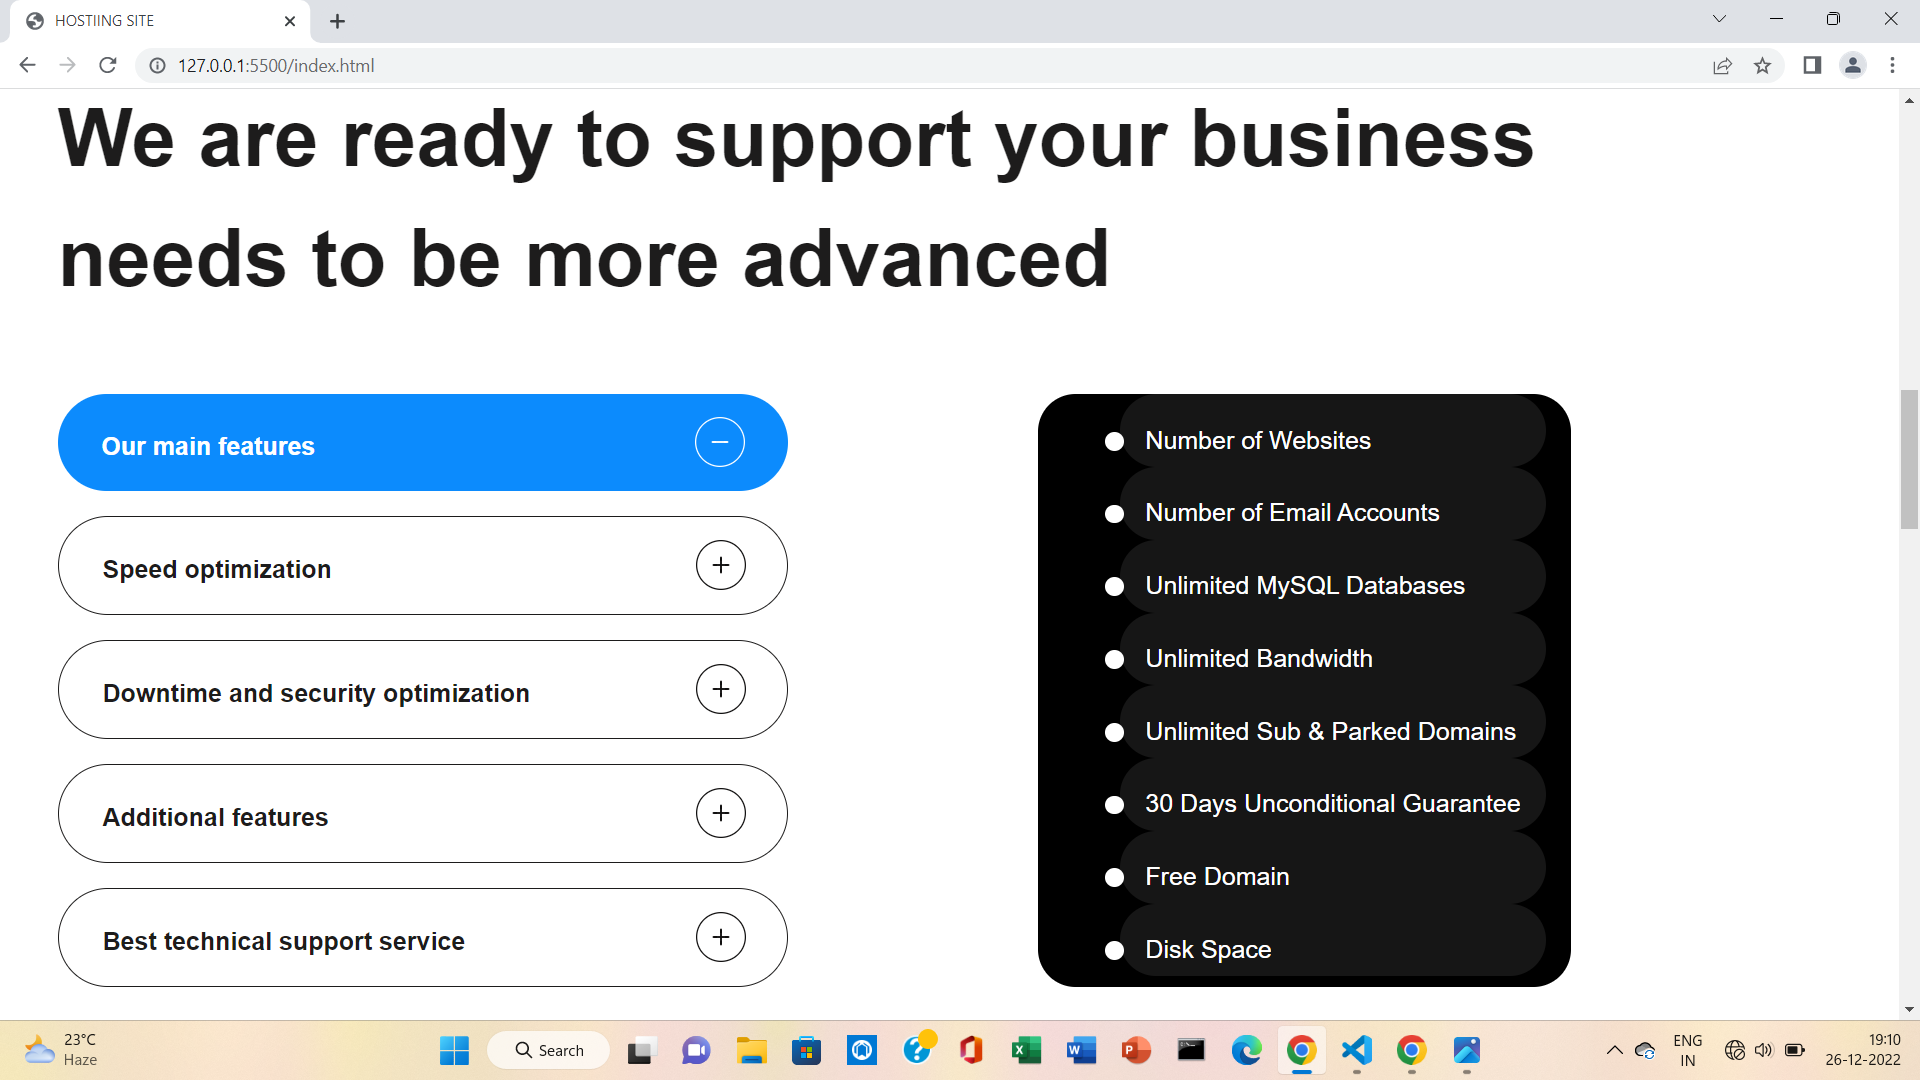 HOSTIING SITE
127.0.0.1:5500/index.html
We are ready to support your business
needs to be more advanced
Our main features
Speed optimization
Downtime and security optimization
Additional features
Best technical support service
Number of Websites
Number of Email Accounts
Unlimited MySQL Databases
Unlimited Bandwidth
Unlimited Sub & Parked Domains
30 Days Unconditional Guarantee
Free Domain
Disk Space
23°C
Haze
Search
ENG
IN
19:10
26-12-2022